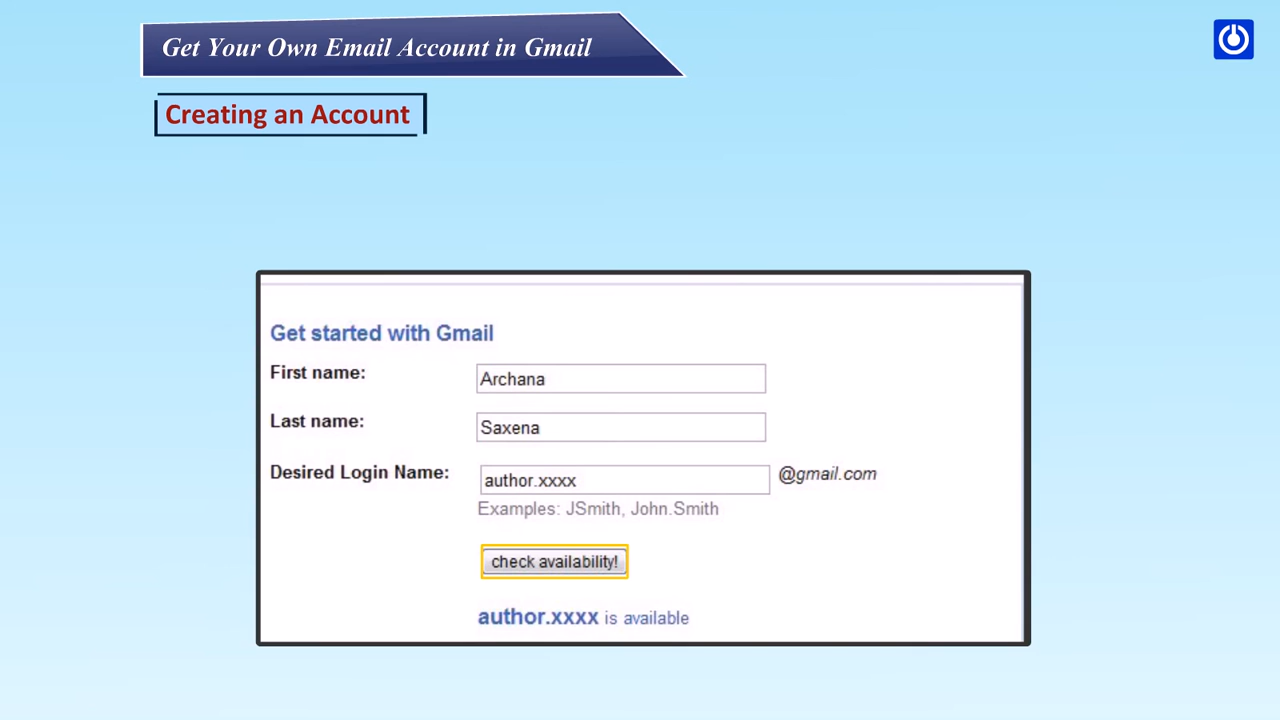 Get Your Own Email Account in Gmail
Creating an Account
Get started with Gmail
First name: Archana
Last name: Saxena
Desired Login Name: author.xxxx @gmail.com
Examples: JSmith, John.Smith
check availability!
author.xxxx is available